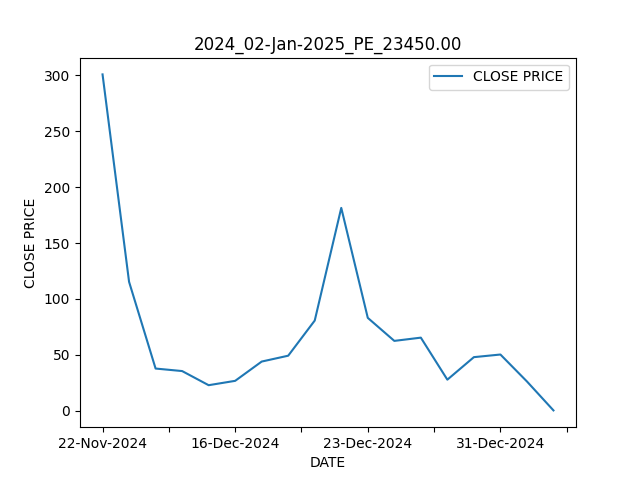 2024_02-Jan-2025_PE_23450.00
CLOSE PRICE
300
250
200
150
100
50
0
CLOSE PRICE
22-Nov-2024 16-Dec-2024 23-Dec-2024 31-Dec-2024
DATE